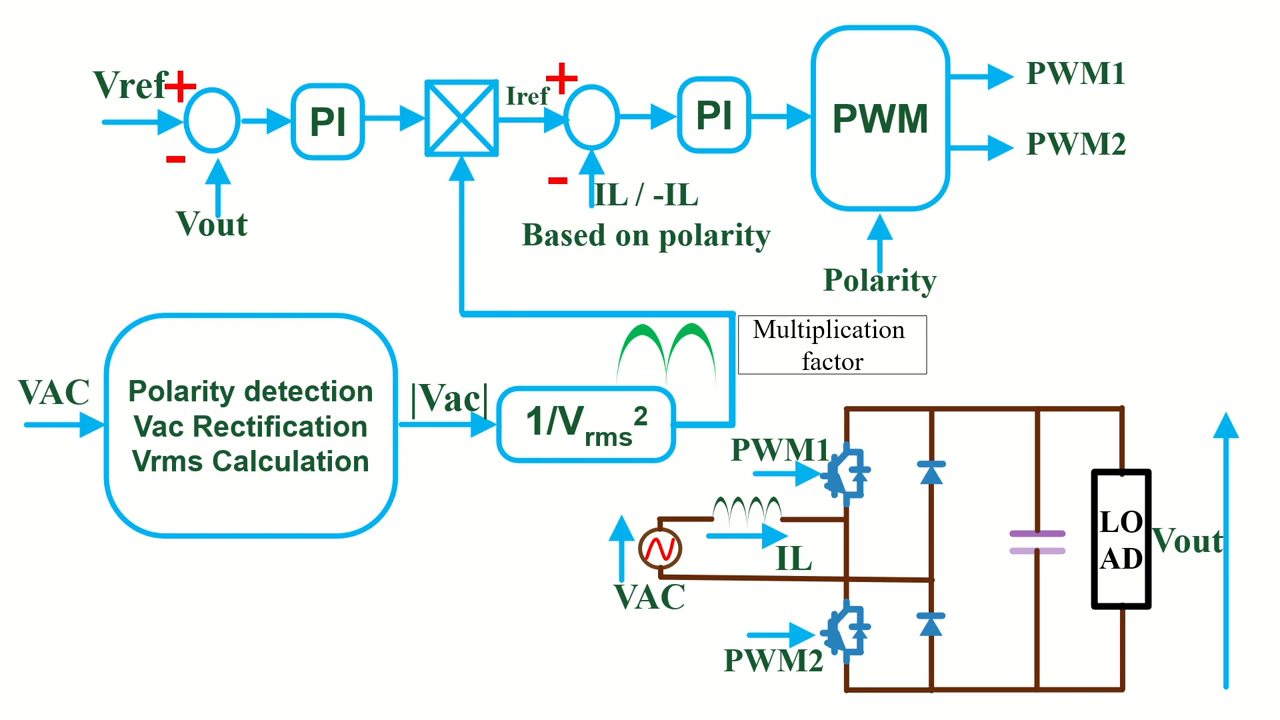 Vref
+
-
Vout
PI
Iref
+
-
IL / -IL
Based on polarity
PI
PWM
PWM1
PWM2
Polarity
VAC
Polarity detection
Vac Rectification
Vrms Calculation
|Vac|
1/Vrms²
Multiplication
factor
PWM1
IL
VAC
PWM2
LO
AD
Vout